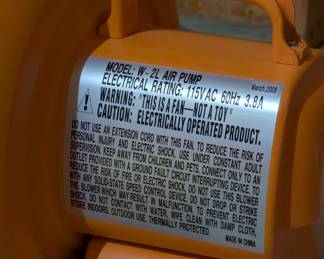 MODEL: W-2L AIR PUMP
March,2008
ELECTRICAL RATING: 115VAC 60Hz 3.8A
WARNING: "THIS IS A FAN—NOT A TOY"
CAUTION: ELECTRICALLY OPERATED PRODUCT.
DO NOT USE AN EXTENSION CORD WITH THIS FAN. TO REDUCE THE RISK OF
PERSONAL INJURY AND ELECTRIC SHOCK, USE UNDER CONSTANT ADULT
SUPERVISION. KEEP AWAY FROM CHILDREN AND PETS. CONNECT ONLY TO AN
OUTLET PROVIDED WITH A GROUND FAULT CIRCUIT INTERRUPTING DEVICE. TO
REDUCE THE RISK OF FIRE OR ELECTRIC SHOCK, DO NOT USE THIS BLOWER
WITH ANY SOLID-STATE SPEED CONTROL DEVICE. DO NOT DROP OR STRIKE
THE BLOWER WHICH MAY RESULT IN MALFUNCTION. TO PREVENT ELECTRIC
SHOCK, DO NOT CONTACT WITH WATER, WIPE CLEAN WITH DAMP CLOTH,
STORE INDOORS, OUTDOOR USE, THERMALLY PROTECTED.
MADE IN CHINA